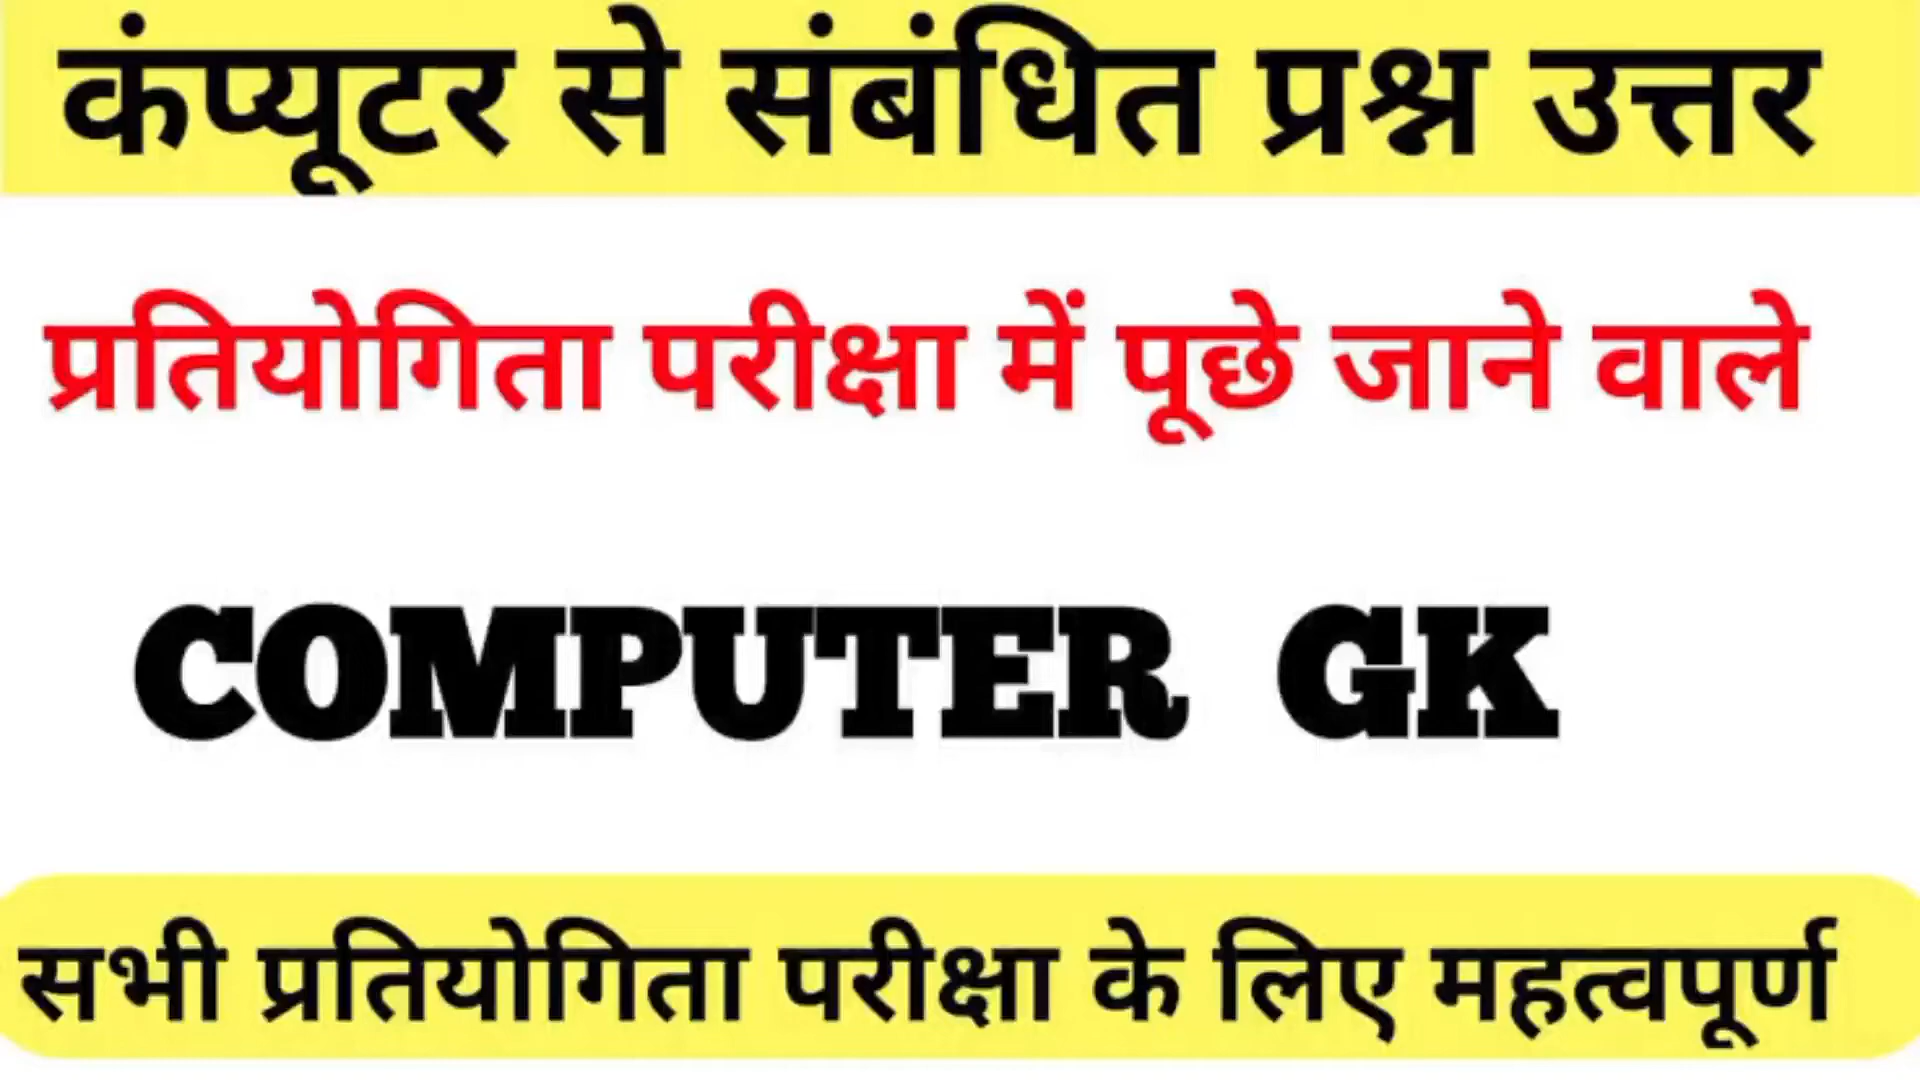 कंप्यूटर से संबंधित प्रश्न उत्तर
प्रतियोगिता परीक्षा में पूछे जाने वाले
COMPUTER GK
सभी प्रतियोगिता परीक्षा के लिए महत्वपूर्ण